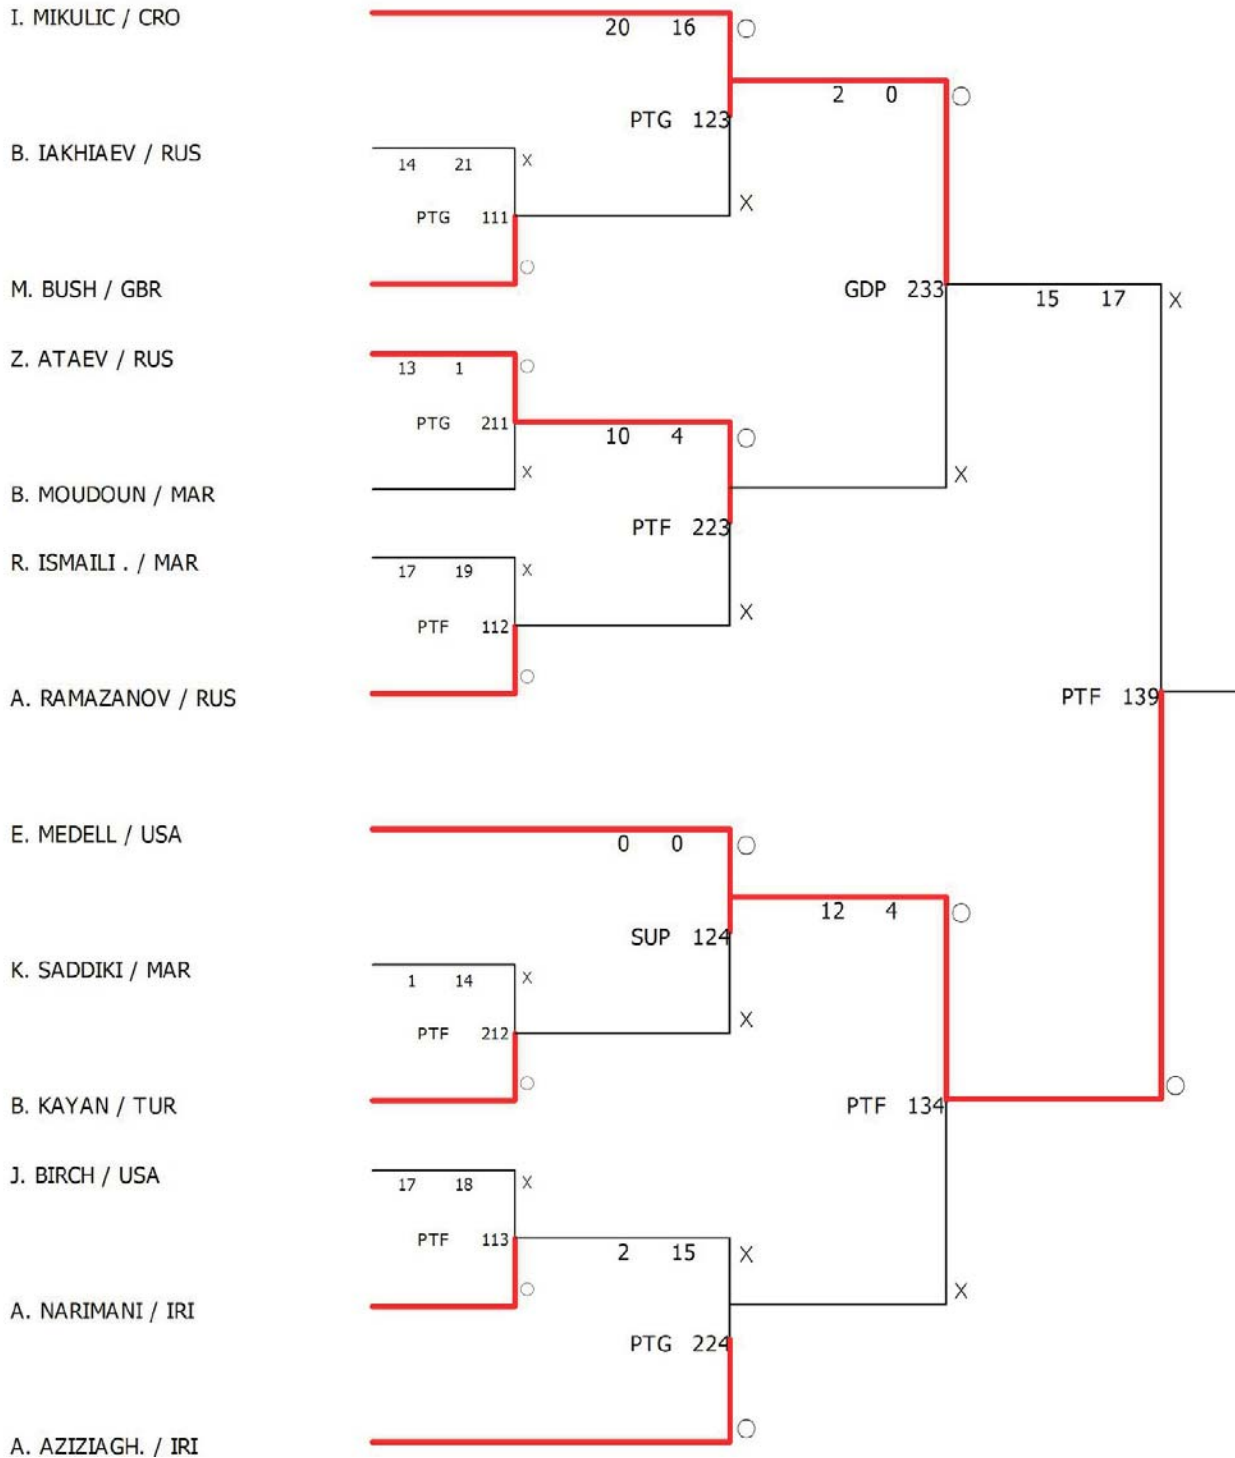 I. MIKULIC / CRO
20 16 O
2 0 O
PTG 123
B. IAKHIAEV / RUS
14 21 X
PTG 111
X
O
M. BUSH / GBR
GDP 233
15 17 X
Z. ATAEV / RUS
13 1 O
PTG 211
10 4 O
X
X
B. MOUDOUN / MAR
PTF 223
R. ISMAILI . / MAR
17 19 X
PTF 112
X
O
A. RAMAZANOV / RUS
PTF 139
E. MEDELL / USA
0 0 O
12 4 O
SUP 124
K. SADDIKI / MAR
1 14 X
PTF 212
X
O
O
B. KAYAN / TUR
PTF 134
J. BIRCH / USA
17 18 X
PTF 113
2 15 X
O
X
A. NARIMANI / IRI
PTG 224
O
A. AZIZIAGH. / IRI